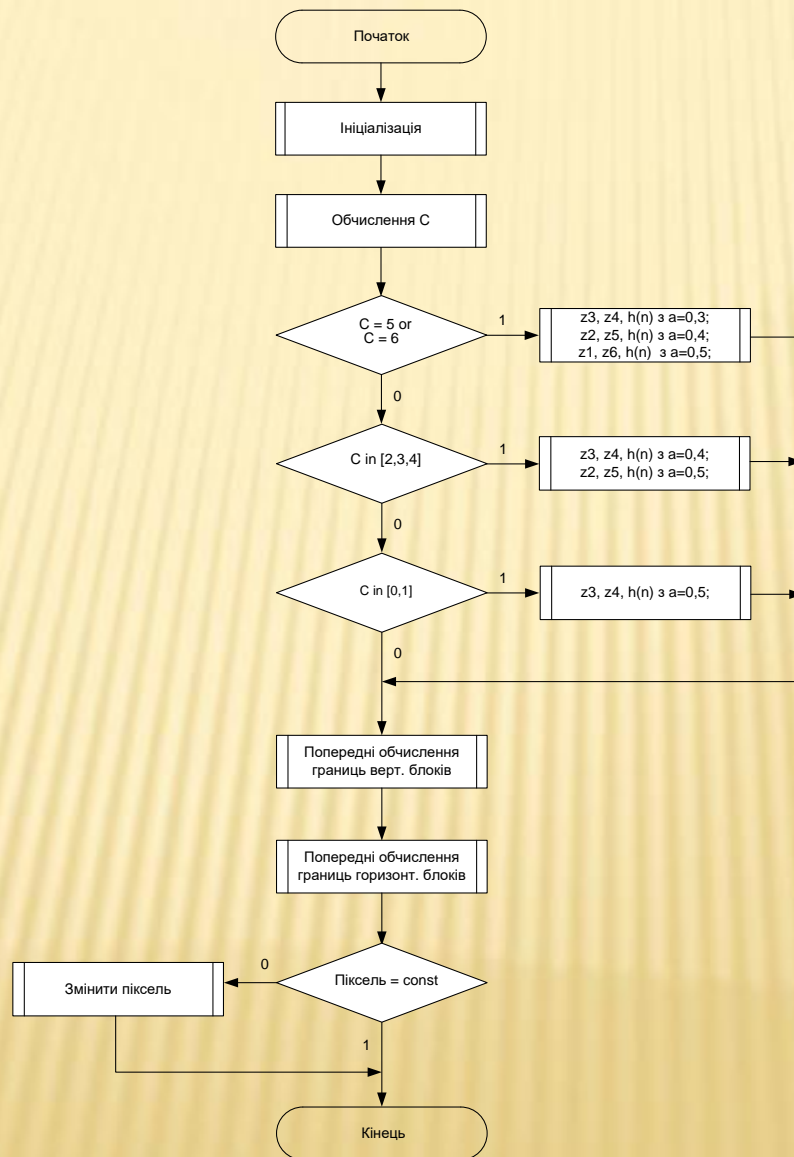 Початок
Ініціалізація
Обчислення C
C = 5 or
C = 6
1
z3, z4, h(n) з a=0,3;
z2, z5, h(n) з a=0,4;
z1, z6, h(n) з a=0,5;
0
C in [2,3,4]
1
z3, z4, h(n) з a=0,4;
z2, z5, h(n) з a=0,5;
0
C in [0,1]
1
z3, z4, h(n) з a=0,5;
0
Попередні обчислення
границь верт. блоків
Попередні обчислення
границь горизонт. блоків
Піксель = const
0
Змінити піксель
1
Кінець